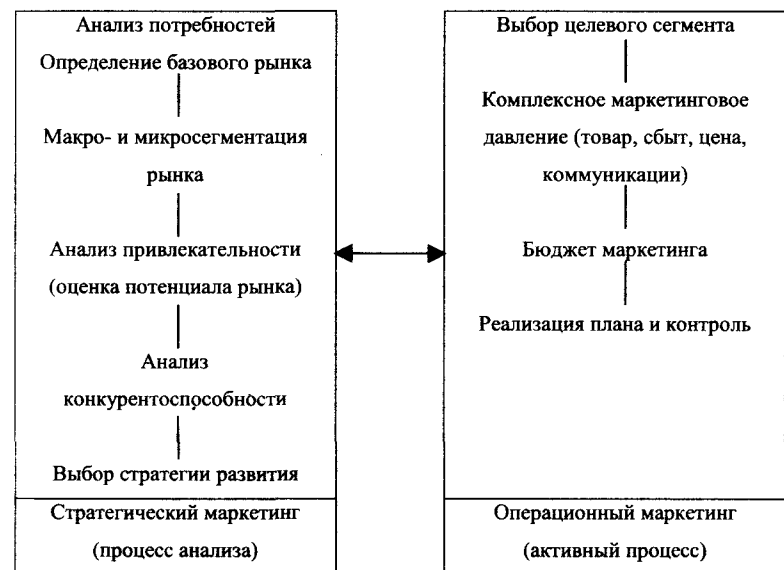 Анализ потребностей
Определение базового рынка
Макро- и микросегментация
рынка
Анализ привлекательности
(оценка потенциала рынка)
Анализ
конкурентоспособности
Выбор стратегии развития
Стратегический маркетинг
(процесс анализа)
Выбор целевого сегмента
Комплексное маркетинговое
давление (товар, сбыт, цена,
коммуникации)
Бюджет маркетинга
Реализация плана и контроль
Операционный маркетинг
(активный процесс)